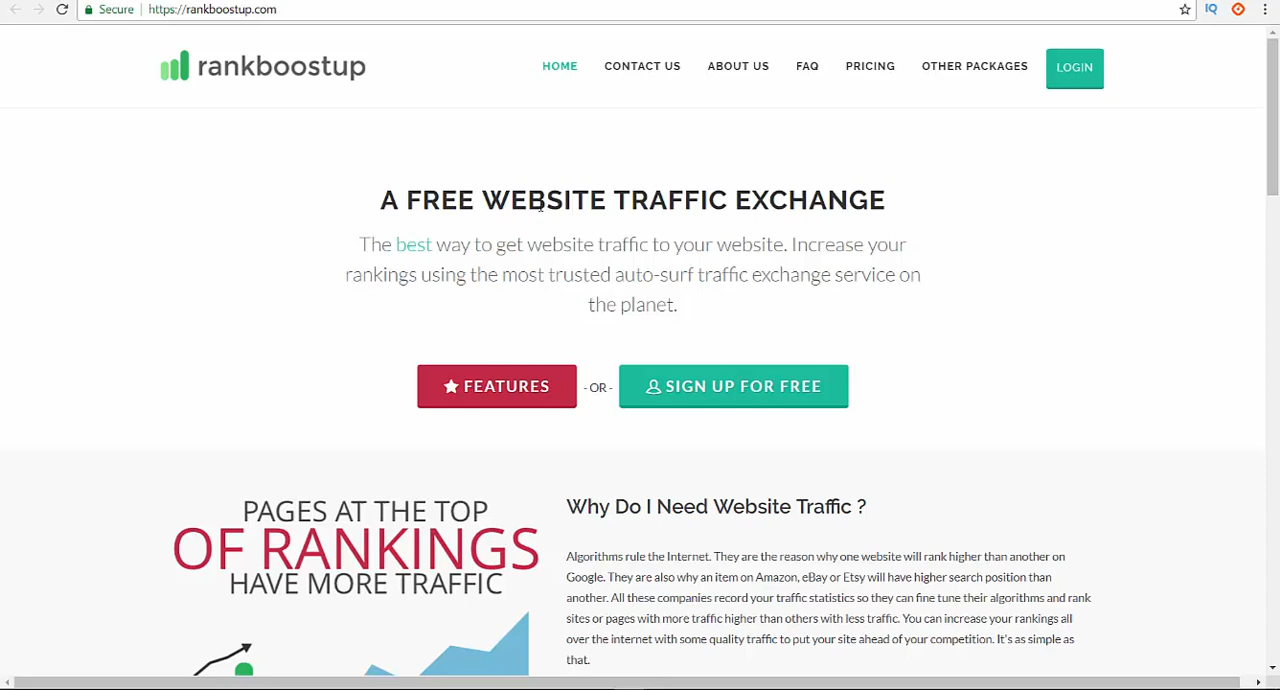 Secure
https://rankboostup.com
IQ
rankboostup
HOME
CONTACT US
ABOUT US
FAQ
PRICING
OTHER PACKAGES
LOGIN
A FREE WEBSITE TRAFFIC EXCHANGE
The best way to get website traffic to your website. Increase your
rankings using the most trusted auto-surf traffic exchange service on
the planet.
FEATURES
- OR -
SIGN UP FOR FREE
PAGES AT THE TOP
OF RANKINGS
HAVE MORE TRAFFIC
Why Do I Need Website Traffic ?
Algorithms rule the Internet. They are the reason why one website will rank higher than another on
Google. They are also why an item on Amazon, eBay or Etsy will have higher search position than
another. All these companies record your traffic statistics so they can fine tune their algorithms and rank
sites or pages with more traffic higher than others with less traffic. You can increase your rankings all
over the internet with some quality traffic to put your site ahead of your competition. It's as simple as
that.